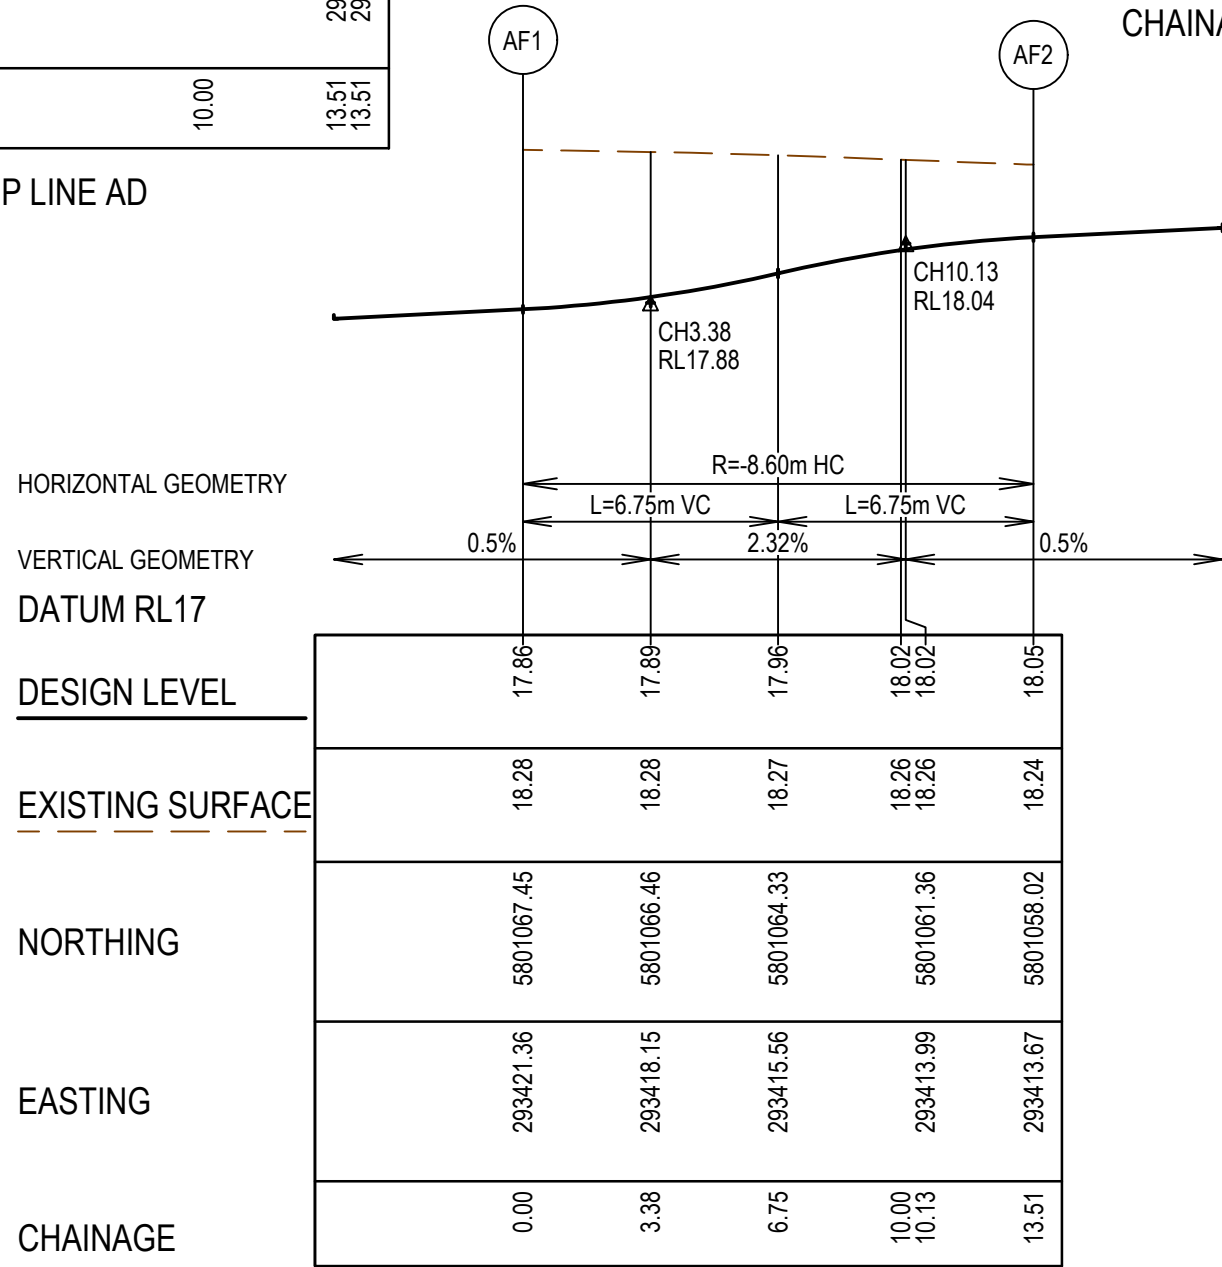 29
29
10.00
13.51
13.51
P LINE AD
AF1
AF2
CHAINA
CH3.38
RL17.88
CH10.13
RL18.04
HORIZONTAL GEOMETRY
R=-8.60m HC
L=6.75m VC
L=6.75m VC
VERTICAL GEOMETRY
0.5%
2.32%
0.5%
DATUM RL17
DESIGN LEVEL
17.86
17.89
17.96
18.02
18.02
18.05
EXISTING SURFACE
18.28
18.28
18.27
18.26
18.26
18.24
NORTHING
5801067.45
5801066.46
5801064.33
5801061.36
5801058.02
EASTING
293421.36
293418.15
293415.56
293413.99
293413.67
CHAINAGE
0.00
3.38
6.75
10.00
10.13
13.51